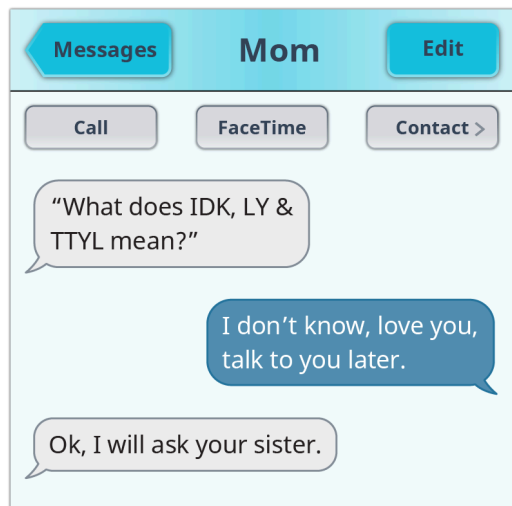 Messages
Mom
Edit
Call
FaceTime
Contact
“What does IDK, LY &
TTYL mean?”
I don’t know, love you,
talk to you later.
Ok, I will ask your sister.